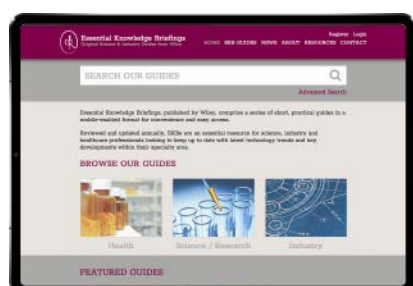 Register Login
Essential Knowledge Briefings
Original Science & Industry Guides from Wiley
HOME EKB GUIDES NEWS ABOUT RESOURCES CONTACT
SEARCH OUR GUIDES
Advanced Search
Essential Knowledge Briefings, published by Wiley, comprise a series of short, practical guides in a
mobile-enabled format for convenience and easy access.
Reviewed and updated annually, EKBs are an essential resource for science, industry and
healthcare professionals looking to keep up to date with latest technology trends and key
developments within their specialty area.
BROWSE OUR GUIDES
Health Science / Research Industry
FEATURED GUIDES